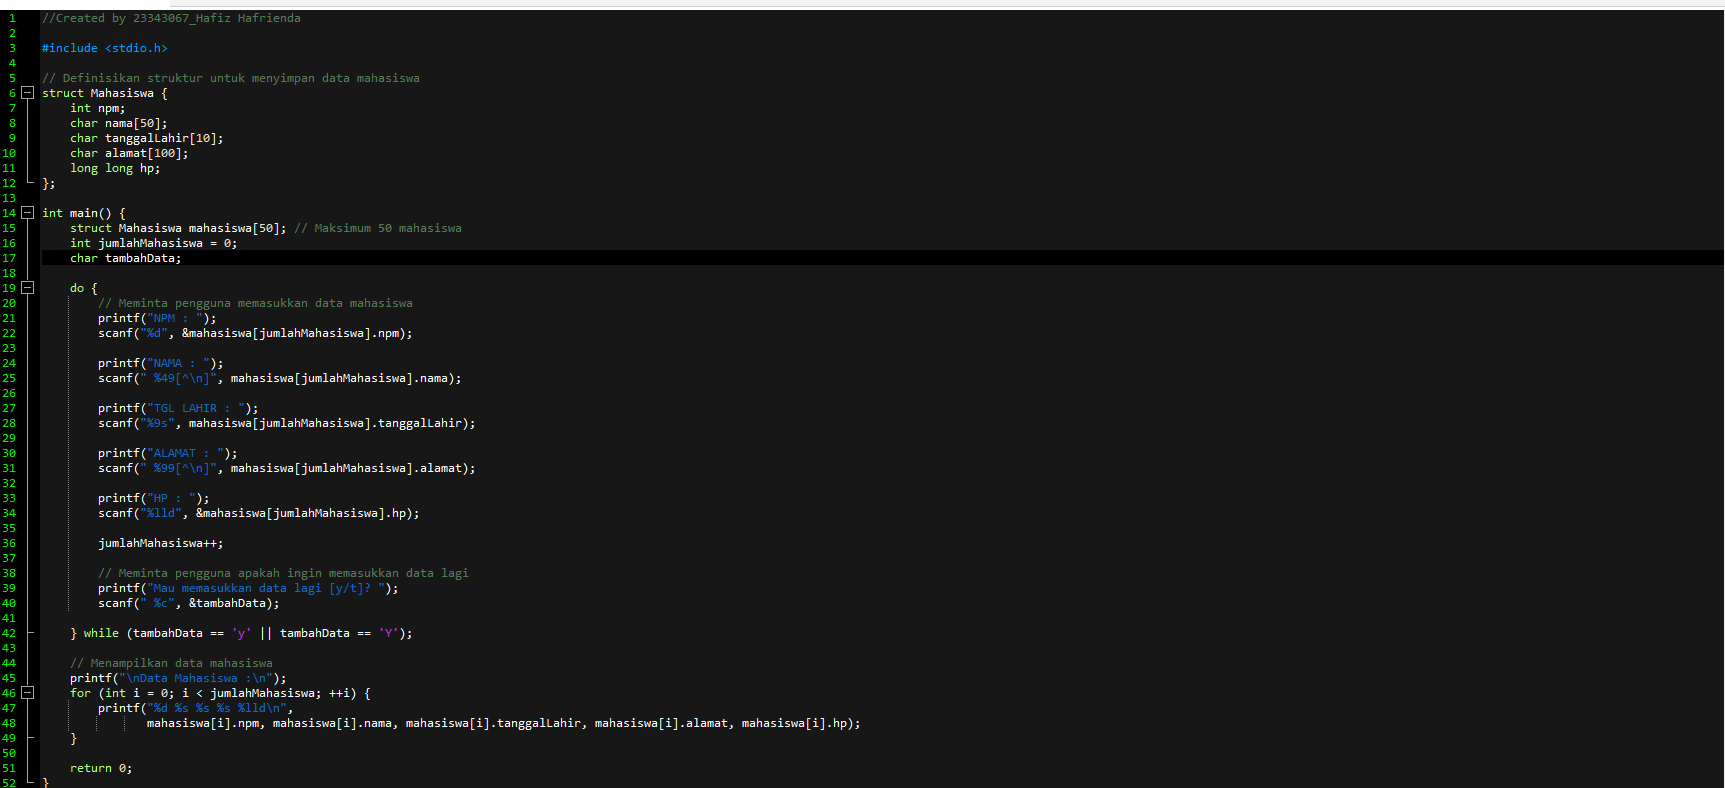 1 //Created by 23343067_Hafiz Hafrienda
2
3 #include <stdio.h>
4
5 // Definisikan struktur untuk menyimpan data mahasiswa
6 struct Mahasiswa {
7     int npm;
8     char nama[50];
9     char tanggalLahir[10];
10     char alamat[100];
11     long long hp;
12 };
13
14 int main() {
15     struct Mahasiswa mahasiswa[50]; // Maksimum 50 mahasiswa
16     int jumlahMahasiswa = 0;
17     char tambahData;
18
19     do {
20         // Meminta pengguna memasukkan data mahasiswa
21         printf("NPM : ");
22         scanf("%d", &mahasiswa[jumlahMahasiswa].npm);
23
24         printf("NAMA : ");
25         scanf(" %49[^\n]", mahasiswa[jumlahMahasiswa].nama);
26
27         printf("TGL LAHIR : ");
28         scanf("%9s", mahasiswa[jumlahMahasiswa].tanggalLahir);
29
30         printf("ALAMAT : ");
31         scanf(" %99[^\n]", mahasiswa[jumlahMahasiswa].alamat);
32
33         printf("HP : ");
34         scanf("%lld", &mahasiswa[jumlahMahasiswa].hp);
35
36         jumlahMahasiswa++;
37
38         // Meminta pengguna apakah ingin memasukkan data lagi
39         printf("Mau memasukkan data lagi [y/t]? ");
40         scanf(" %c", &tambahData);
41
42     } while (tambahData == 'y' || tambahData == 'Y');
43
44     // Menampilkan data mahasiswa
45     printf("\nData Mahasiswa :\n");
46     for (int i = 0; i < jumlahMahasiswa; ++i) {
47         printf("%d %s %s %s %lld\n",
48                mahasiswa[i].npm, mahasiswa[i].nama, mahasiswa[i].tanggalLahir, mahasiswa[i].alamat, mahasiswa[i].hp);
49     }
50
51     return 0;
52 }